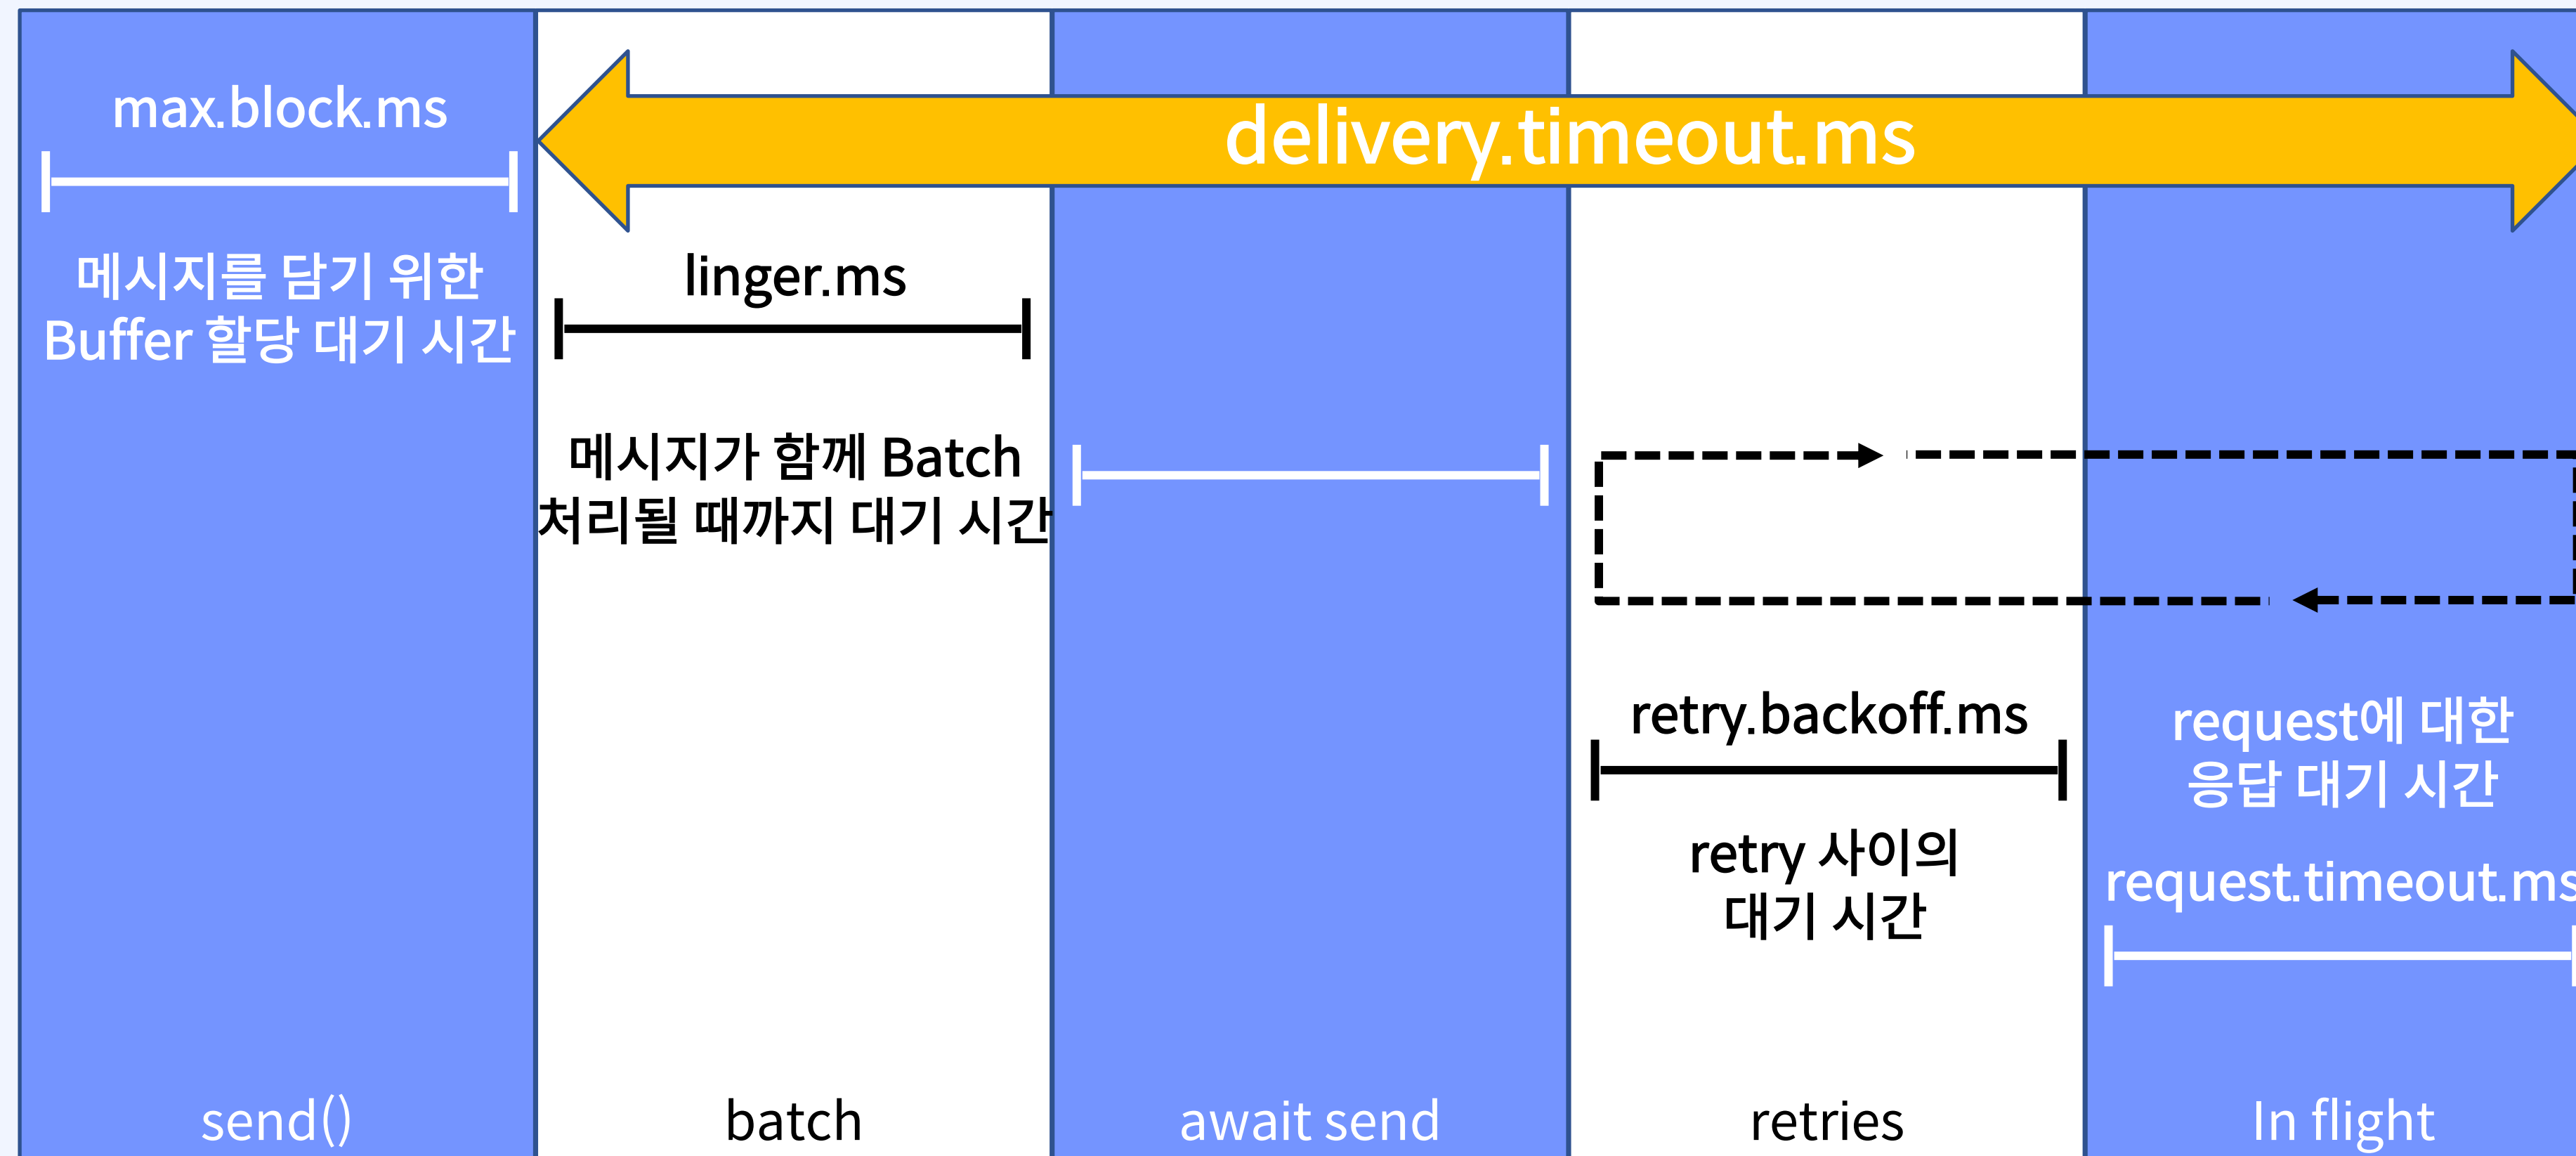 max.block.ms
메시지를 담기 위한
Buffer 할당 대기 시간
send()
delivery.timeout.ms
linger.ms
메시지가 함께 Batch
처리될 때까지 대기 시간
batch
await send
retry.backoff.ms
retry 사이의
대기 시간
retries
request에 대한
응답 대기 시간
request.timeout.ms
In flight